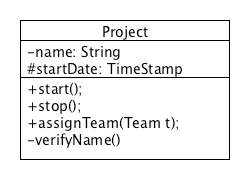 Project
-name: String
#startDate: TimeStamp
+start();
+stop();
+assignTeam(Team t);
-verifyName()